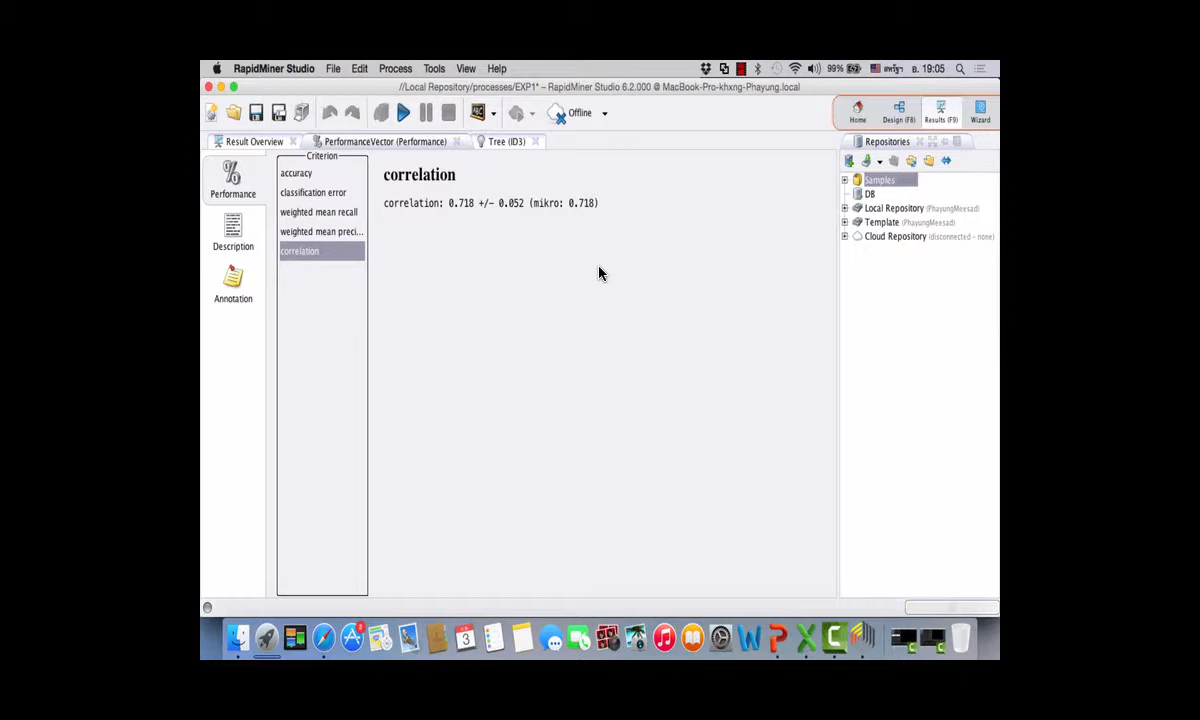 RapidMiner Studio File Edit Process Tools View Help 99% อ. 19:05
//Local Repository/processes/EXP1* – RapidMiner Studio 6.2.000 @ MacBook-Pro-khxng-Phayung.local
Offline
Home Design (F8) Results (F9) Wizard
Result Overview PerformanceVector (Performance) Tree (ID3) Repositories
Performance
Description
Annotation
Criterion
accuracy
classification error
weighted mean recall
weighted mean preci...
correlation
correlation
correlation: 0.718 +/- 0.052 (mikro: 0.718)
Samples
DB
Local Repository (PhayungMeesad)
Template (PhayungMeesad)
Cloud Repository (disconnected – none)
3